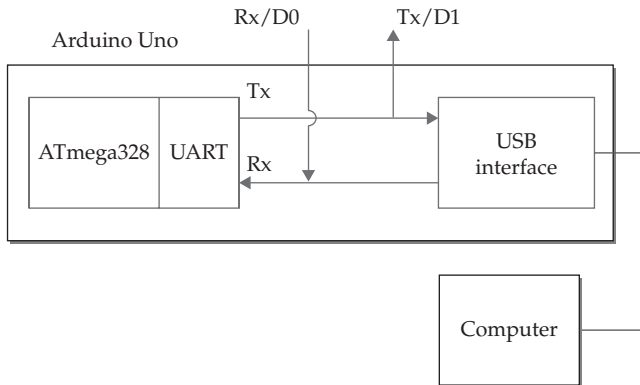 Rx/D0
Tx/D1
Arduino Uno
Tx
ATmega328
UART
Rx
USB
interface
Computer